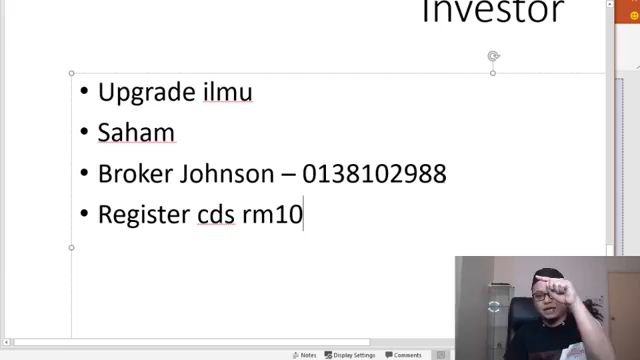 Investor
• Upgrade ilmu
• Saham
• Broker Johnson – 0138102988
• Register cds rm10
Notes Display Settings Comments